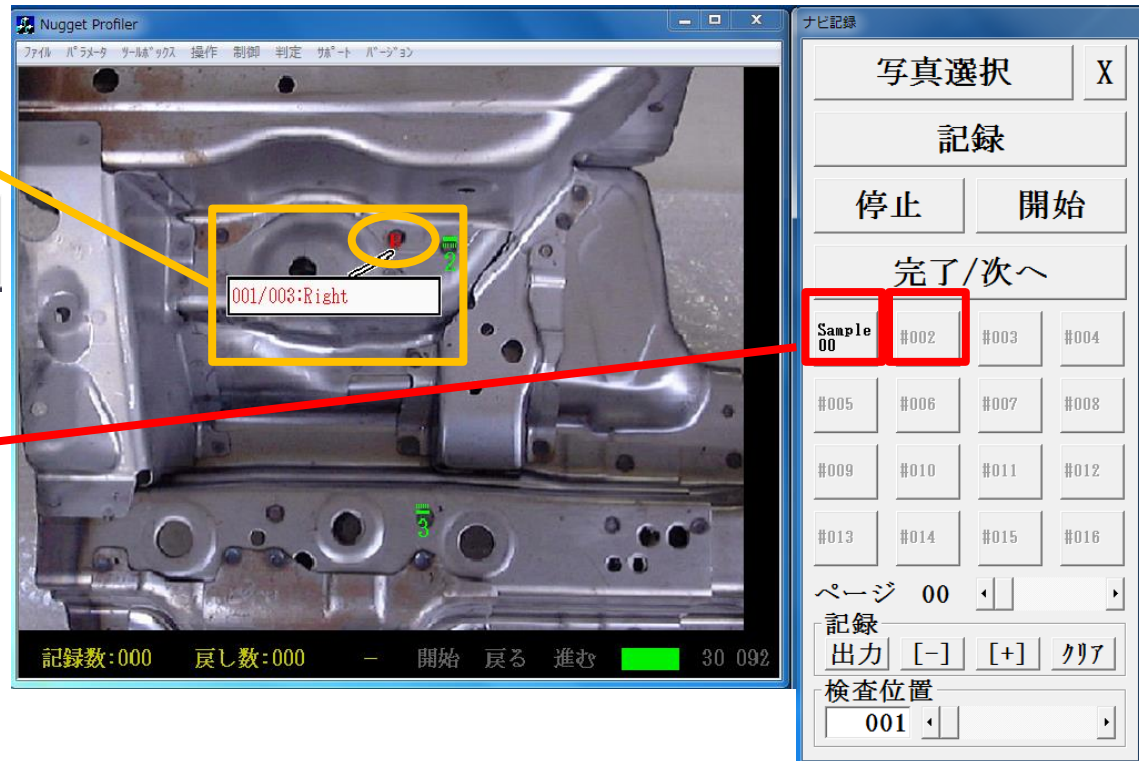 Nugget Profiler
ファイル パラメータ ツールボックス 操作 制御 判定 サポート バージョン
001/003:Right
2
3
記録数:000 戻し数:000 － 開始 戻る 進む 30 092
ナビ記録
写真選択 X
記録
停止 開始
完了/次へ
Sample
00 #002 #003 #004
#005 #006 #007 #008
#009 #010 #011 #012
#013 #014 #015 #016
ページ 00
記録
出力 [-] [+] クリア
検査位置
001